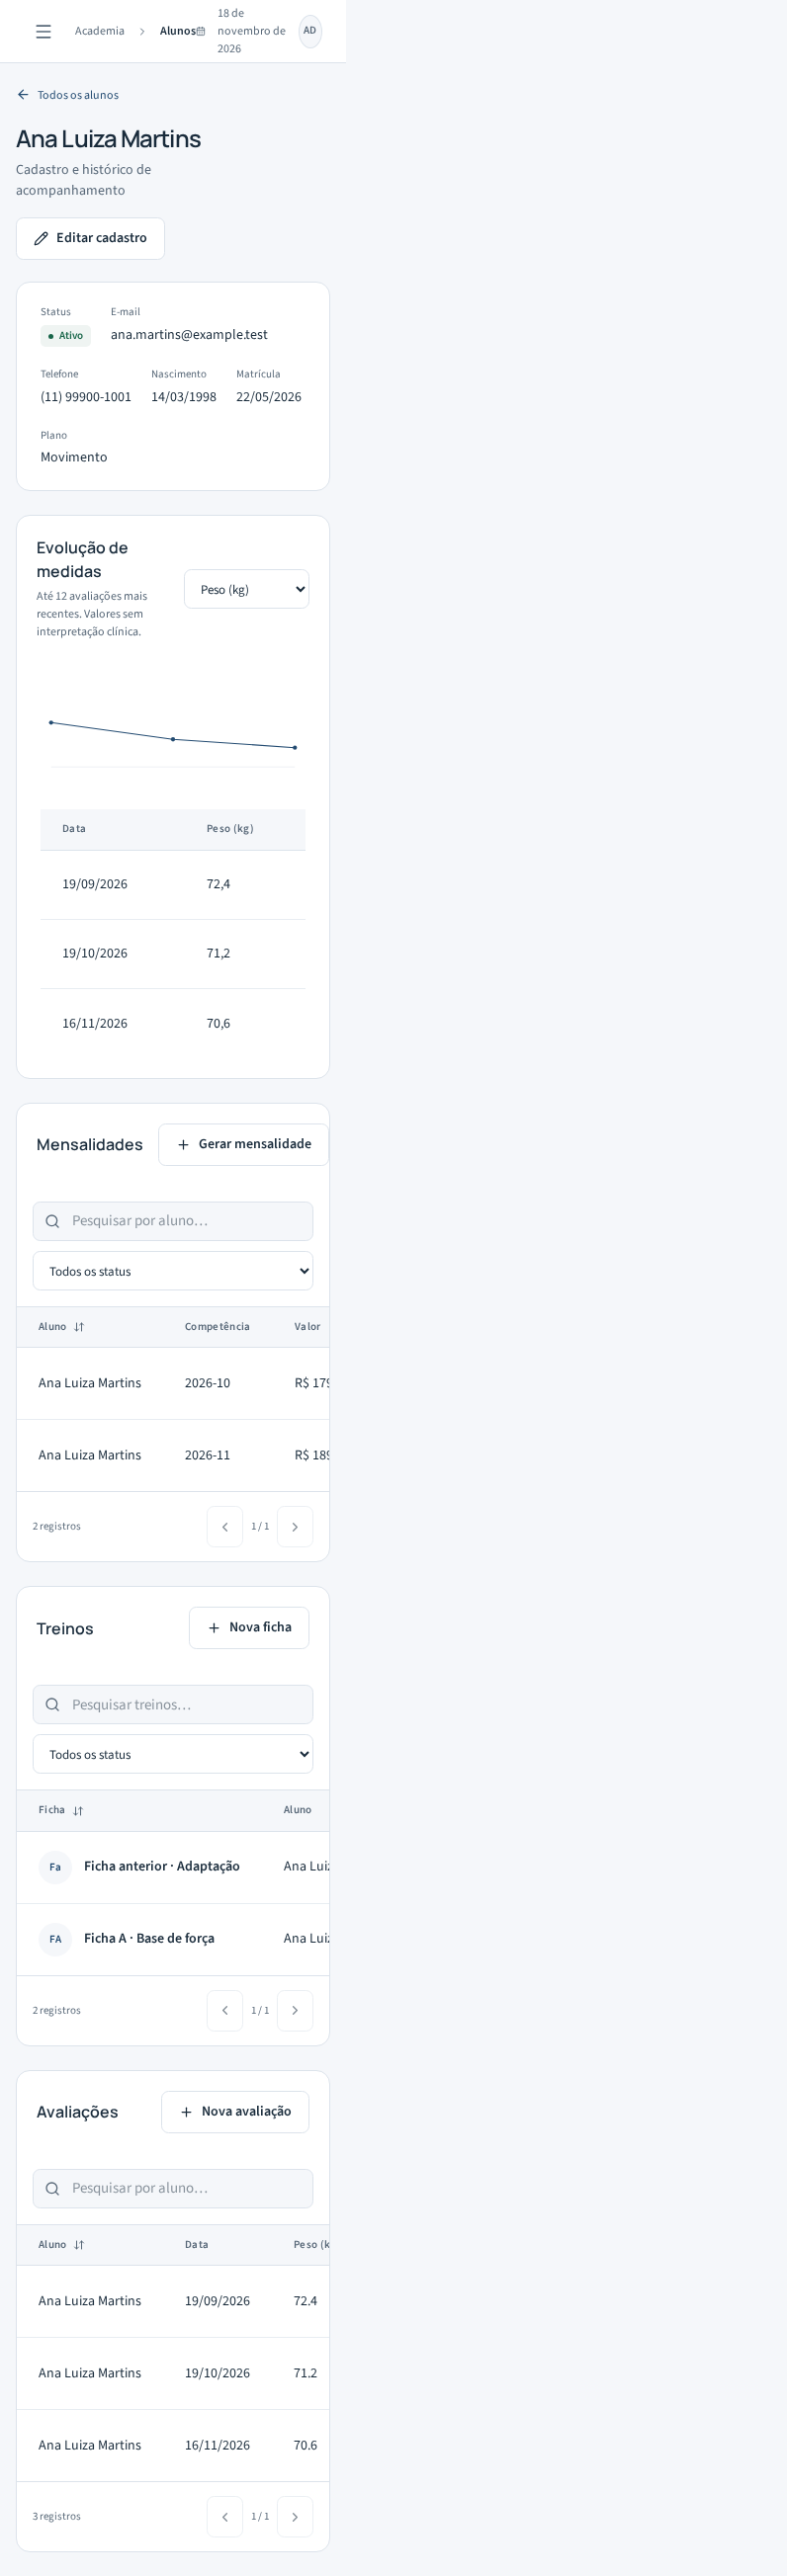 Academia
Alunos
18 de
novembro de
2026
AD
Todos os alunos
Ana Luiza Martins
Cadastro e histórico de
acompanhamento
Editar cadastro
Status
E-mail
Ativo
ana.martins@example.test
Telefone
Nascimento
Matrícula
(11) 99900-1001
14/03/1998
22/05/2026
Plano
Movimento
Evolução de
medidas
Até 12 avaliações mais
recentes. Valores sem
interpretação clínica.
Peso (kg)
Data
Peso (kg)
19/09/2026
72,4
19/10/2026
71,2
16/11/2026
70,6
Mensalidades
Gerar mensalidade
Pesquisar por aluno...
Todos os status
Aluno
Competência
Valor
Ana Luiza Martins
2026-10
R$ 179
Ana Luiza Martins
2026-11
R$ 189
2 registros
1 / 1
Treinos
Nova ficha
Pesquisar treinos...
Todos os status
Ficha
Aluno
Fa
Ficha anterior · Adaptação
Ana Luiz
FA
Ficha A · Base de força
Ana Luiz
2 registros
1 / 1
Avaliações
Nova avaliação
Pesquisar por aluno...
Aluno
Data
Peso (k
Ana Luiza Martins
19/09/2026
72.4
Ana Luiza Martins
19/10/2026
71.2
Ana Luiza Martins
16/11/2026
70.6
3 registros
1 / 1